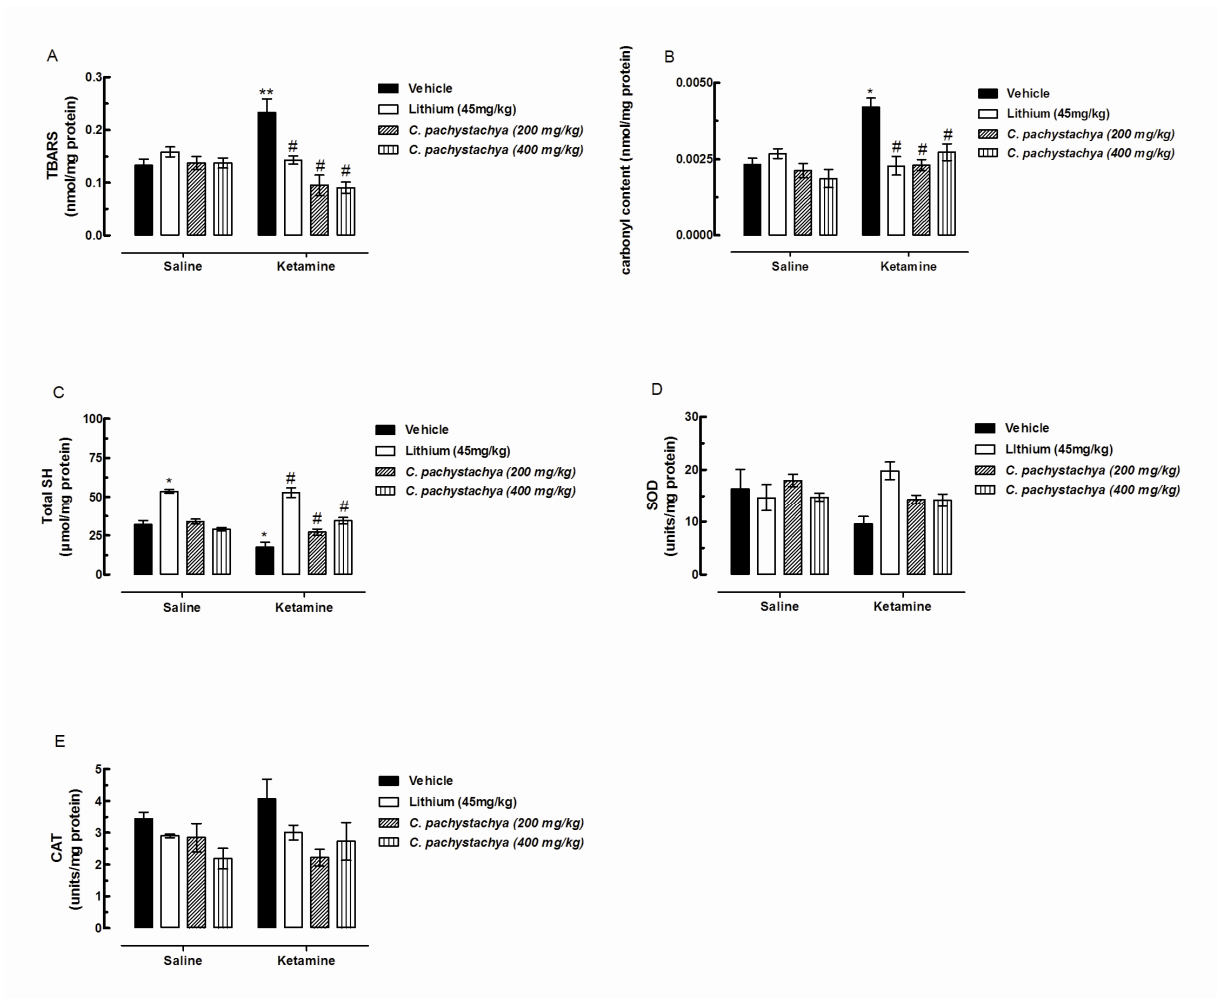 A
TBARS
(nmol/mg protein)
0.3
0.2
0.1
0.0
**
#
#
#
Saline
Ketamine
Vehicle
Lithium (45mg/kg)
C. pachystachya (200 mg/kg)
C. pachystachya (400 mg/kg)
B
carbonyl content (nmol/mg protein)
0.0050
0.0025
0.0000
*
#
#
#
Saline
Ketamine
Vehicle
Lithium (45mg/kg)
C. pachystachya (200 mg/kg)
C. pachystachya (400 mg/kg)
C
Total SH
(μmol/mg protein)
100
75
50
25
0
*
*
#
#
#
Saline
Ketamine
Vehicle
Lithium (45mg/kg)
C. pachystachya (200 mg/kg)
C. pachystachya (400 mg/kg)
D
SOD
(units/mg protein)
30
20
10
0
Saline
Ketamine
Vehicle
LIthium (45mg/kg)
C. pachystachya (200 mg/kg)
C. pachystachya (400 mg/kg)
E
CAT
(units/mg protein)
5
4
3
2
1
0
Saline
Ketamine
Vehicle
Lithium (45mg/kg)
C. pachystachya (200 mg/kg)
C. pachystachya (400 mg/kg)